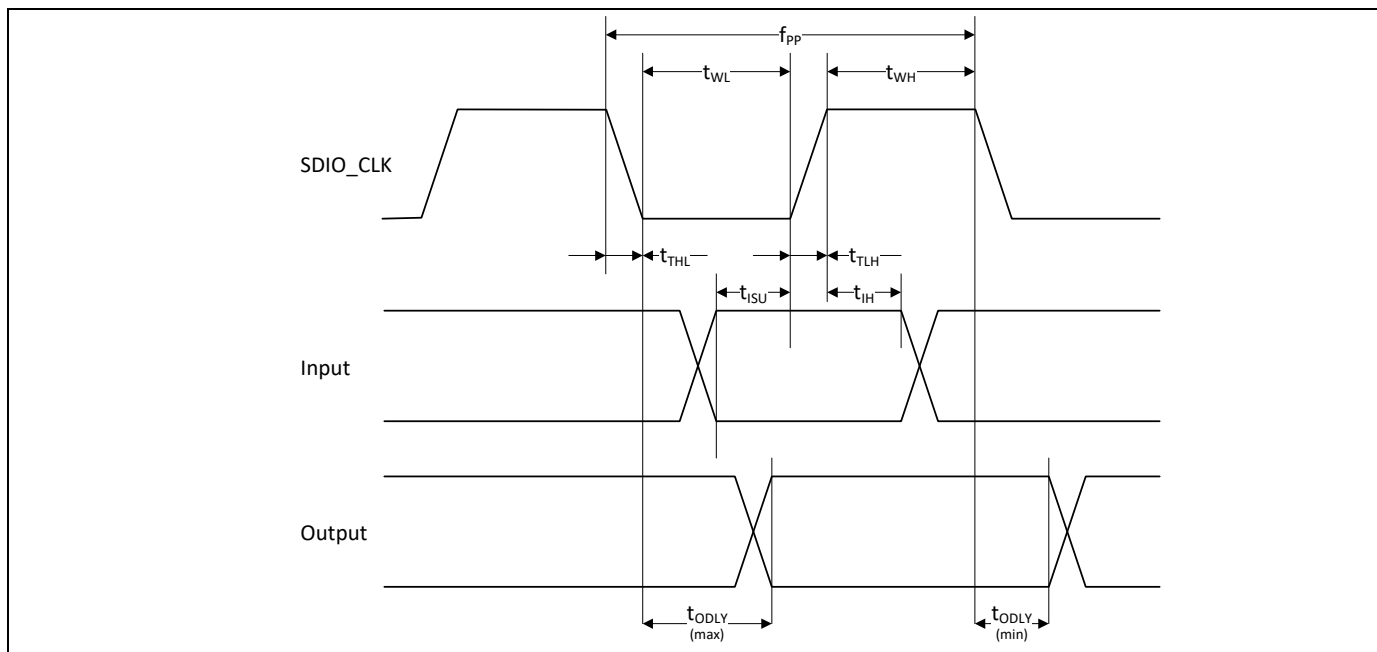 fPP
tWL
tWH
SDIO_CLK
tTHL
tTLH
tISU
tIH
Input
Output
tODLY
(max)
tODLY
(min)